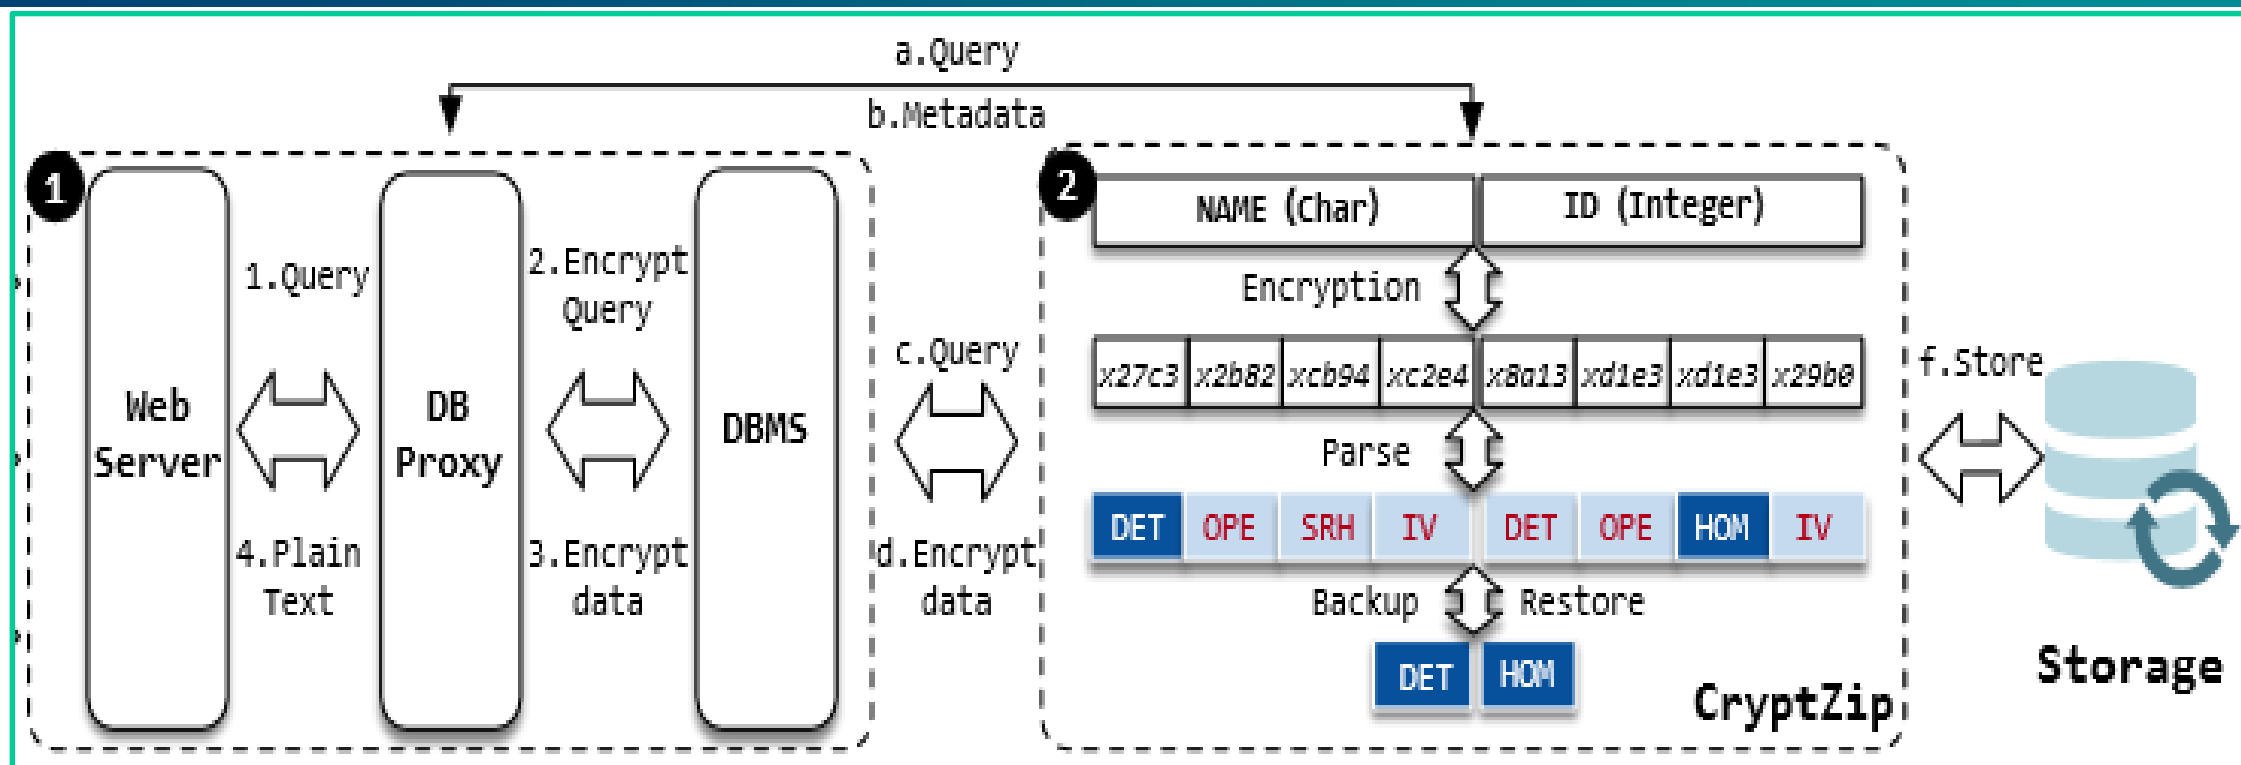 a.Query
b.Metadata
1
Web
Server
1.Query
4.Plain
Text
DB
Proxy
2.Encrypt
Query
3.Encrypt
data
DBMS
c.Query
d.Encrypt
data
2
NAME (Char) ID (Integer)
Encryption
x27c3 x2b82 xcb94 xc2e4 x8a13 xd1e3 xd1e3 x29b0
Parse
DET OPE SRH IV DET OPE HOM IV
Backup Restore
DET HOM
CryptZip
f.Store
Storage